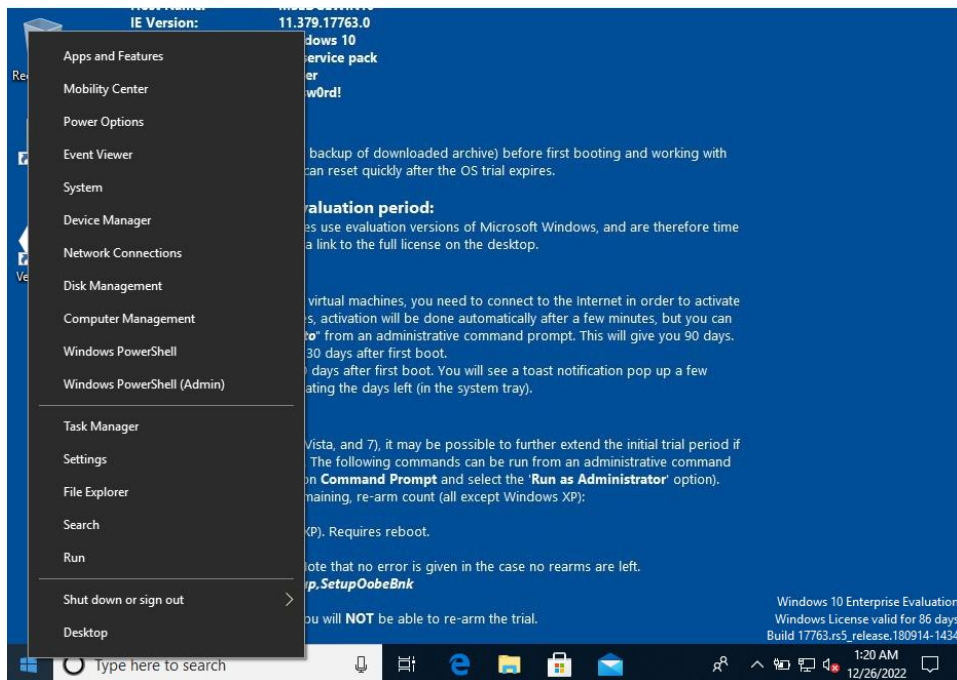 IE Version: 11.379.17763.0
dows 10
service pack
er
w0rd!
Apps and Features
Mobility Center
Power Options
Event Viewer
System
Device Manager
Network Connections
Disk Management
Computer Management
Windows PowerShell
Windows PowerShell (Admin)
Task Manager
Settings
File Explorer
Search
Run
Shut down or sign out
Desktop
backup of downloaded archive) before first booting and working with
can reset quickly after the OS trial expires.
valuation period:
es use evaluation versions of Microsoft Windows, and are therefore time
a link to the full license on the desktop.
virtual machines, you need to connect to the Internet in order to activate
s, activation will be done automatically after a few minutes, but you can
to" from an administrative command prompt. This will give you 90 days.
30 days after first boot.
days after first boot. You will see a toast notification pop up a few
ating the days left (in the system tray).
Vista, and 7), it may be possible to further extend the initial trial period if
The following commands can be run from an administrative command
on Command Prompt and select the 'Run as Administrator' option).
maining, re-arm count (all except Windows XP):
XP). Requires reboot.
Note that no error is given in the case no rearms are left.
up,SetupOobeBnk
ou will NOT be able to re-arm the trial.
Windows 10 Enterprise Evaluation
Windows License valid for 86 days
Build 17763.rs5_release.180914-1434
Type here to search
1:20 AM
12/26/2022